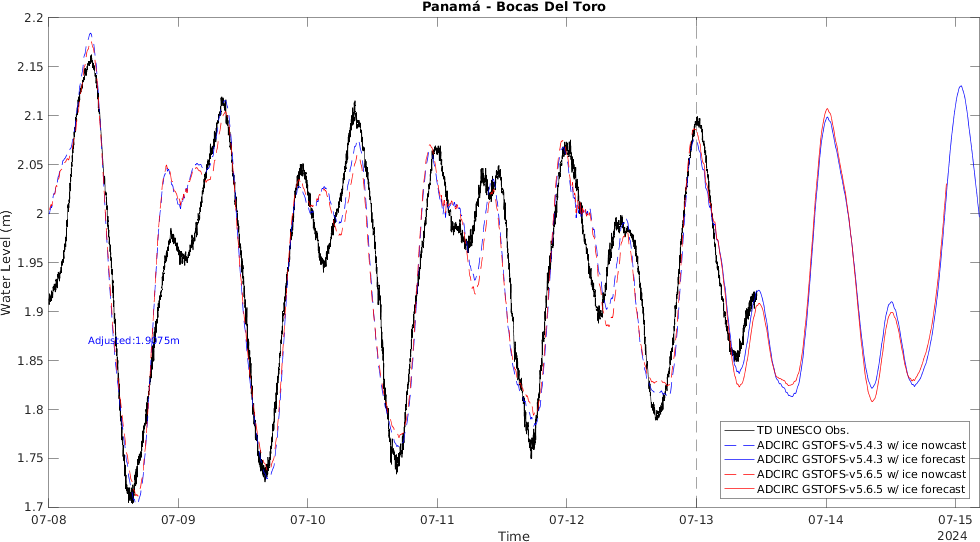 Panamá - Bocas Del Toro
2.2
2.15
2.1
2.05
2
1.95
1.9
1.85
1.8
1.75
1.7
Water Level (m)
Adjusted:1.9075m
TD UNESCO Obs.
ADCIRC GSTOFS-v5.4.3 w/ ice nowcast
ADCIRC GSTOFS-v5.4.3 w/ ice forecast
ADCIRC GSTOFS-v5.6.5 w/ ice nowcast
ADCIRC GSTOFS-v5.6.5 w/ ice forecast
07-08 07-09 07-10 07-11 07-12 07-13 07-14 07-15
Time
2024